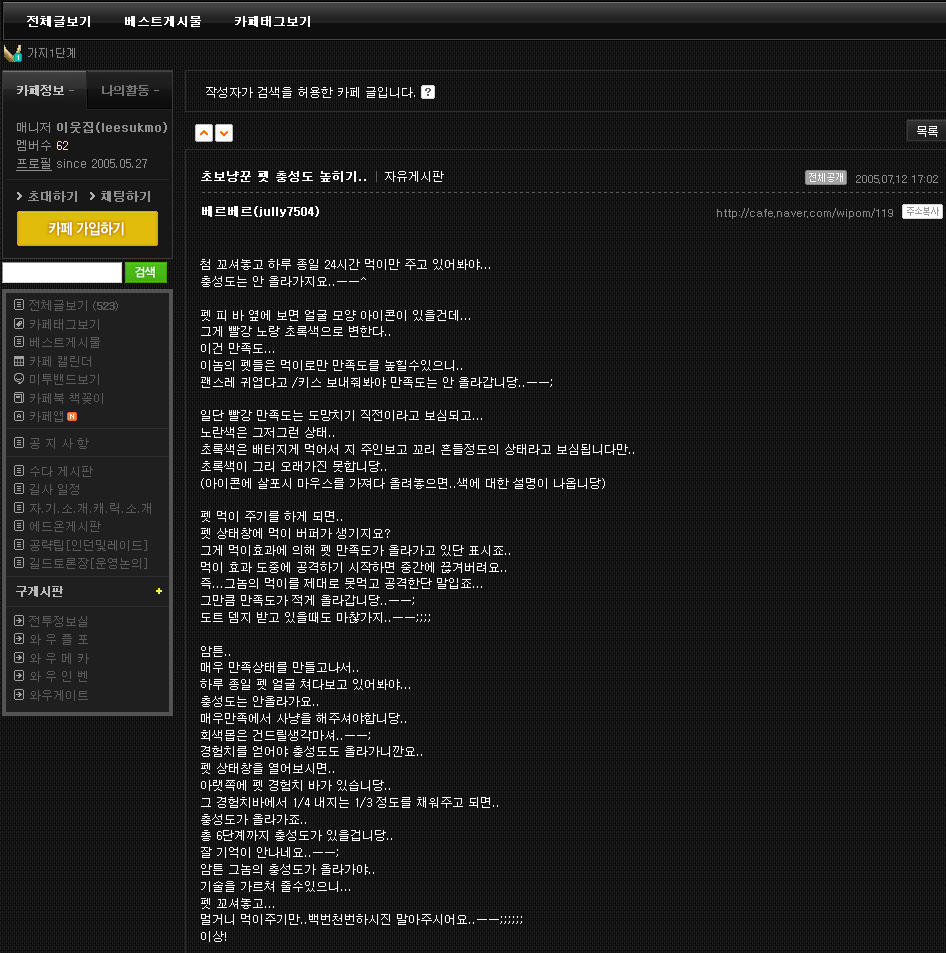 전체글보기 베스트게시물 카페태그보기
가지1단계
카페정보 - 나의활동 -
매니저 이웃집(leesukmo)
멤버수 62
프로필 since 2005.05.27
초대하기 채팅하기
카페 가입하기
검색
전체글보기 (523)
카페태그보기
베스트게시물
카페 캘린더
미투밴드보기
카페북 책꽂이
카페앱 N
공 지 사 항
수다 게시판
길사 일정
자.기.소.개.캐.릭.소.개
에드온게시판
공략팁[인던및레이드]
길드토론장[운영논의]
구게시판 +
전투정보실
와 우 플 포
와 우 메 카
와 우 인 벤
와우게이트
작성자가 검색을 허용한 카페 글입니다. ?
목록
초보냥꾼 펫 충성도 높히기.. | 자유게시판 전체공개 2005.07.12 17:02
베르베르(jully7504) http://cafe.naver.com/wipom/119 주소복사
첨 꼬셔놓고 하루 종일 24시간 먹이만 주고 있어봐야...
충성도는 안 올라가지요..ㅡㅡ^
펫 피 바 옆에 보면 얼굴 모양 아이콘이 있을건데...
그게 빨강 노랑 초록색으로 변한다..
이건 만족도...
이놈의 펫들은 먹이로만 만족도를 높힐수있으니..
괜스레 귀엽다고 /키스 보내줘봐야 만족도는 안 올라갑니당..ㅡㅡ;
일단 빨강 만족도는 도망치기 직전이라고 보심되고...
노란색은 그저그런 상태..
초록색은 배터지게 먹어서 지 주인보고 꼬리 흔들정도의 상태라고 보심됩니다만..
초록색이 그리 오래가진 못합니당..
(아이콘에 살포시 마우스를 가져다 올려놓으면..색에 대한 설명이 나옵니당)
펫 먹이 주기를 하게 되면..
펫 상태창에 먹이 버퍼가 생기지요?
그게 먹이효과에 의해 펫 만족도가 올라가고 있단 표시죠..
먹이 효과 도중에 공격하기 시작하면 중간에 끊겨버려요..
즉...그놈의 먹이를 제대로 못먹고 공격한단 말입죠...
그만큼 만족도가 적게 올라갑니당..ㅡㅡ;
도트 뎀지 받고 있을때도 마찮가지..ㅡㅡ;;;;
암튼..
매우 만족상태를 만들고나서..
하루 종일 펫 얼굴 쳐다보고 있어봐야...
충성도는 안올라가요..
매우만족에서 사냥을 해주셔야합니당..
회색몹은 건드릴생각마셔..ㅡㅡ;
경험치를 얻어야 충성도도 올라가니깐요..
펫 상태창을 열어보시면..
아랫쪽에 펫 경험치 바가 있습니당..
그 경험치바에서 1/4 내지는 1/3 정도를 채워주고 되면..
충성도가 올라가죠..
총 6단계까지 충성도가 있을겁니당..
잘 기억이 안나네요..ㅡㅡ;
암튼 그놈의 충성도가 올라가야..
기술을 가르쳐 줄수있으니...
펫 꼬셔놓고...
멀거니 먹이주기만..백번천번하시진 말아주시어요..ㅡㅡ;;;;;;
이상!